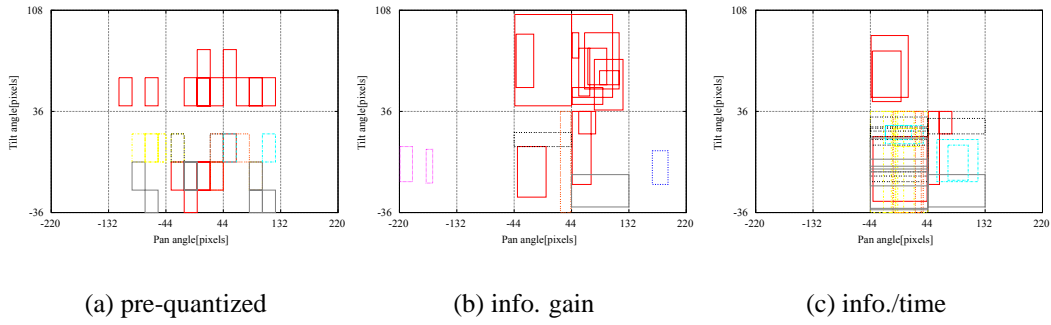 108
36
-36
-220 -132 -44 44 132 220
Tilt angle[pixels]
Pan angle[pixels]
(a) pre-quantized
108
36
-36
-220 -132 -44 44 132 220
Tilt angle[pixels]
Pan angle[pixels]
(b) info. gain
108
36
-36
-220 -132 -44 44 132 220
Tilt angle[pixels]
Pan angle[pixels]
(c) info./time